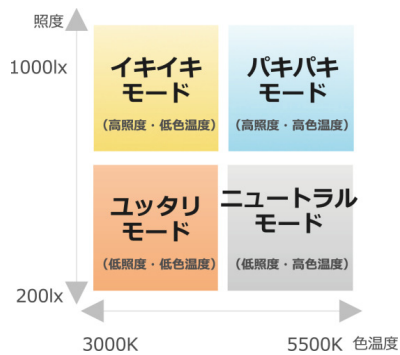 照度
1000lx
イキイキ
モード
（高照度・低色温度）
パキパキ
モード
（高照度・高色温度）
ユッタリ
モード
（低照度・低色温度）
ニュートラル
モード
（低照度・高色温度）
200lx
3000K
5500K
色温度